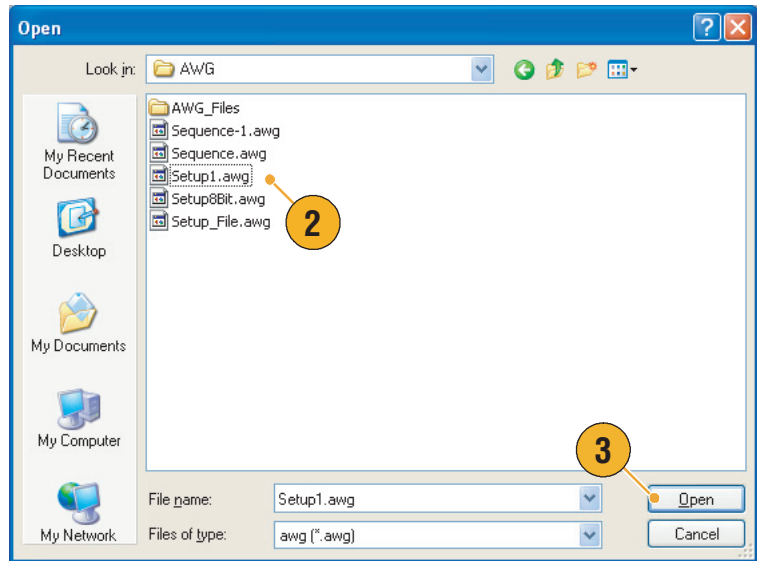 Open
Look in:
AWG
My Recent
Documents
Desktop
My Documents
My Computer
My Network
AWG_Files
Sequence-1.awg
Sequence.awg
Setup1.awg
Setup8Bit.awg
Setup_File.awg
2
3
File name:
Setup1.awg
Open
Files of type:
awg (*.awg)
Cancel